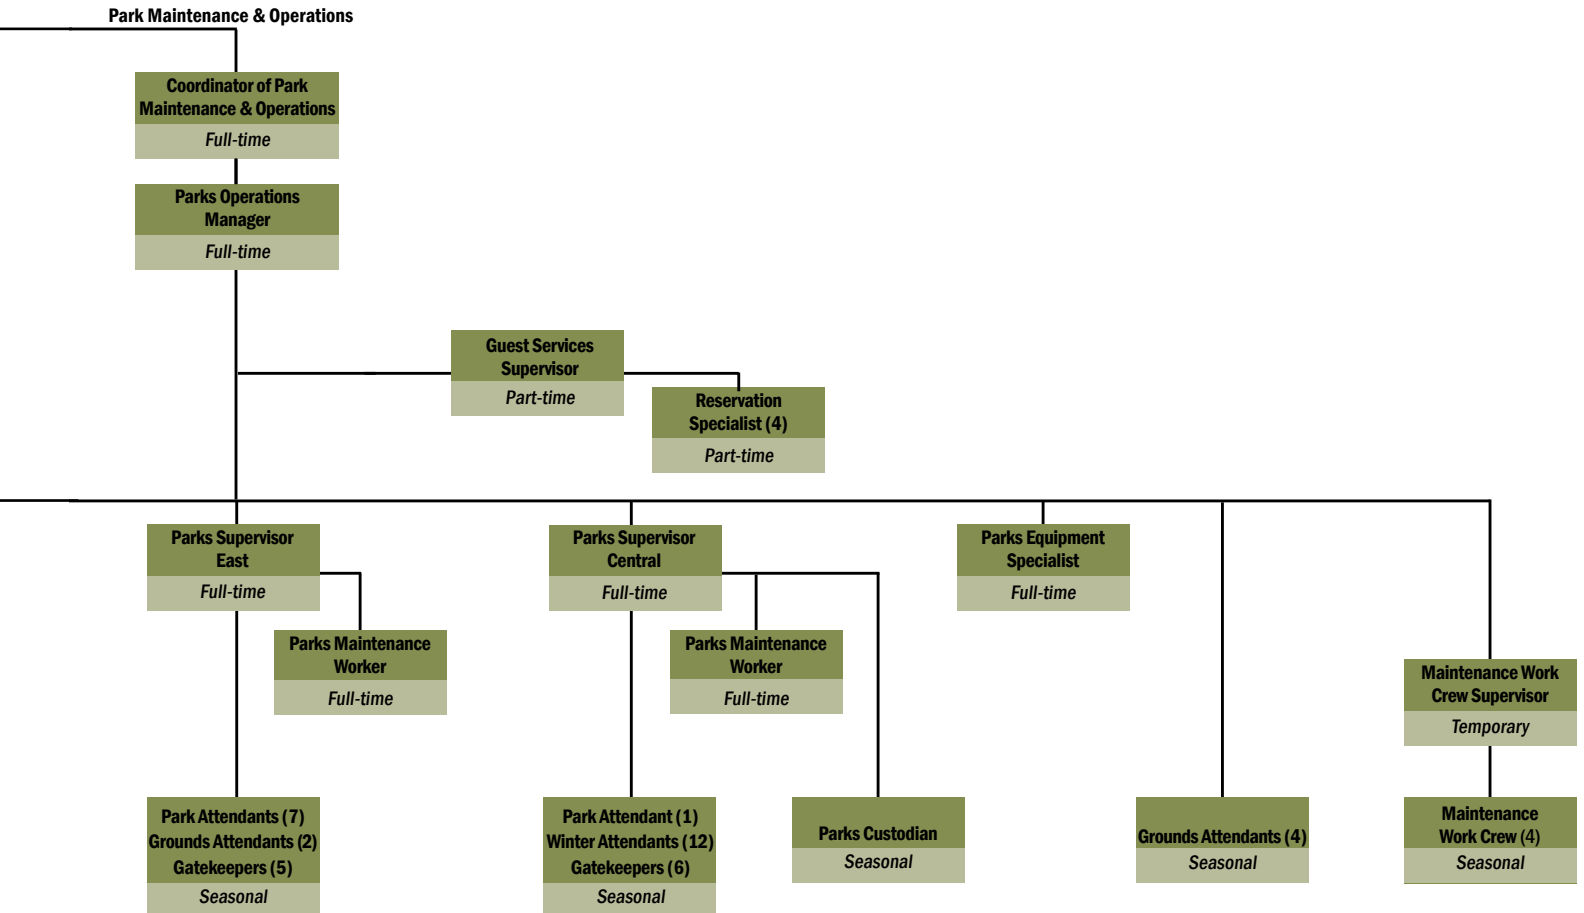 Park Maintenance & Operations
Coordinator of Park
Maintenance & Operations
Full-time
Parks Operations
Manager
Full-time
Guest Services
Supervisor
Part-time
Reservation
Specialist (4)
Part-time
Parks Supervisor
East
Full-time
Parks Supervisor
Central
Full-time
Parks Equipment
Specialist
Full-time
Parks Maintenance
Worker
Full-time
Parks Maintenance
Worker
Full-time
Maintenance Work
Crew Supervisor
Temporary
Park Attendants (7)
Grounds Attendants (2)
Gatekeepers (5)
Seasonal
Park Attendant (1)
Winter Attendants (12)
Gatekeepers (6)
Seasonal
Parks Custodian
Seasonal
Grounds Attendants (4)
Seasonal
Maintenance
Work Crew (4)
Seasonal